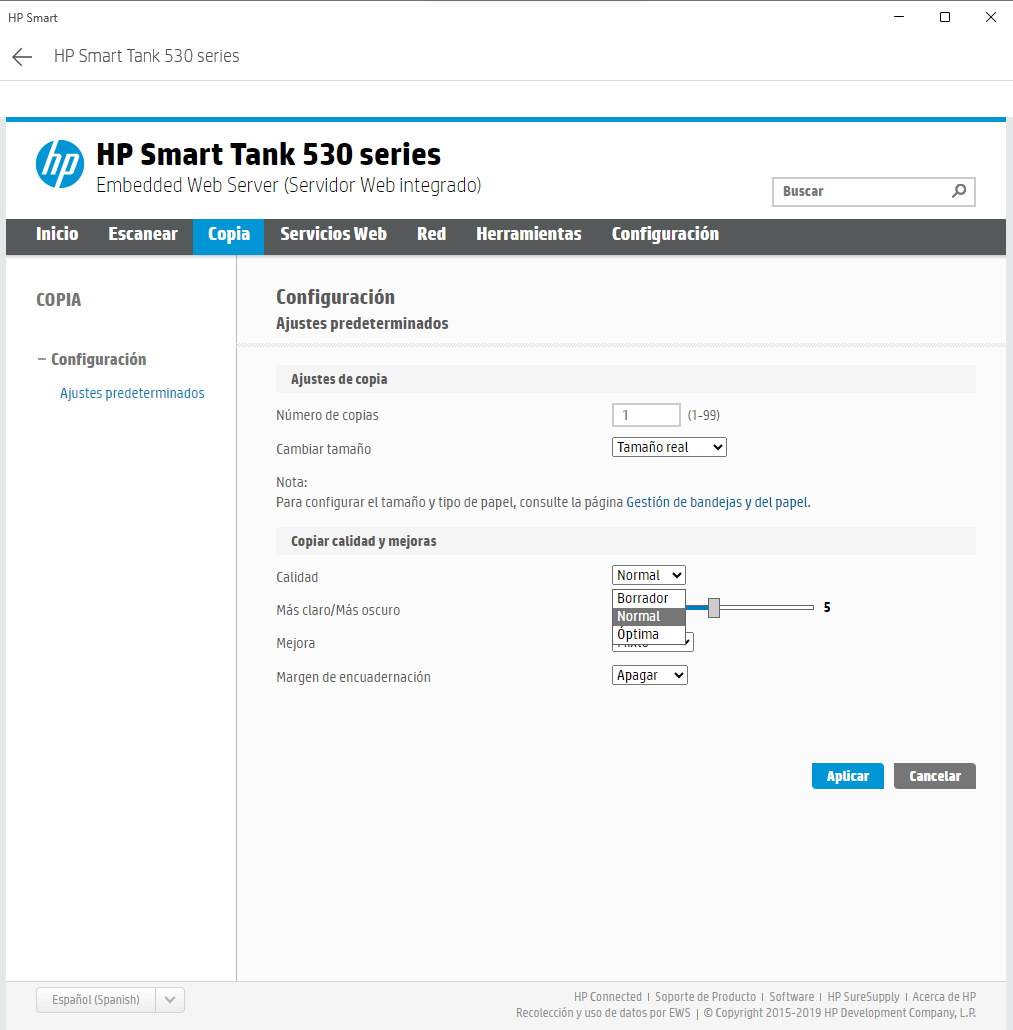 HP Smart
HP Smart Tank 530 series
hp
HP Smart Tank 530 series
Embedded Web Server (Servidor Web integrado)
Buscar
Inicio Escanear Copia Servicios Web Red Herramientas Configuración
COPIA
Configuración
Ajustes predeterminados
– Configuración
Ajustes predeterminados
Ajustes de copia
Número de copias 1 (1-99)
Cambiar tamaño Tamaño real
Nota:
Para configurar el tamaño y tipo de papel, consulte la página Gestión de bandejas y del papel.
Copiar calidad y mejoras
Calidad Normal
Borrador
Normal
Óptima
Más claro/Más oscuro 5
Mejora
Margen de encuadernación Apagar
Aplicar Cancelar
Español (Spanish)
HP Connected | Soporte de Producto | Software | HP SureSupply | Acerca de HP
Recolección y uso de datos por EWS | © Copyright 2015-2019 HP Development Company, L.P.